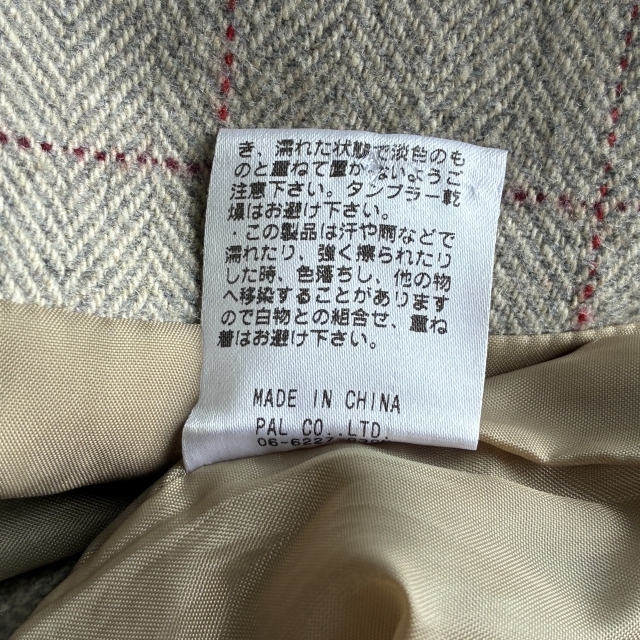 き、濡れた状態で淡色のも
のと重ねて置かないようご
注意下さい。タンブラー乾
燥はお避け下さい。
・この製品は汗や雨などで
濡れたり、強く擦られたり
した時、色落ちし、他の物
へ移染することがあります
ので白物との組合せ、重ね
着はお避け下さい。
MADE IN CHINA
PAL CO.,LTD.
06-6227-